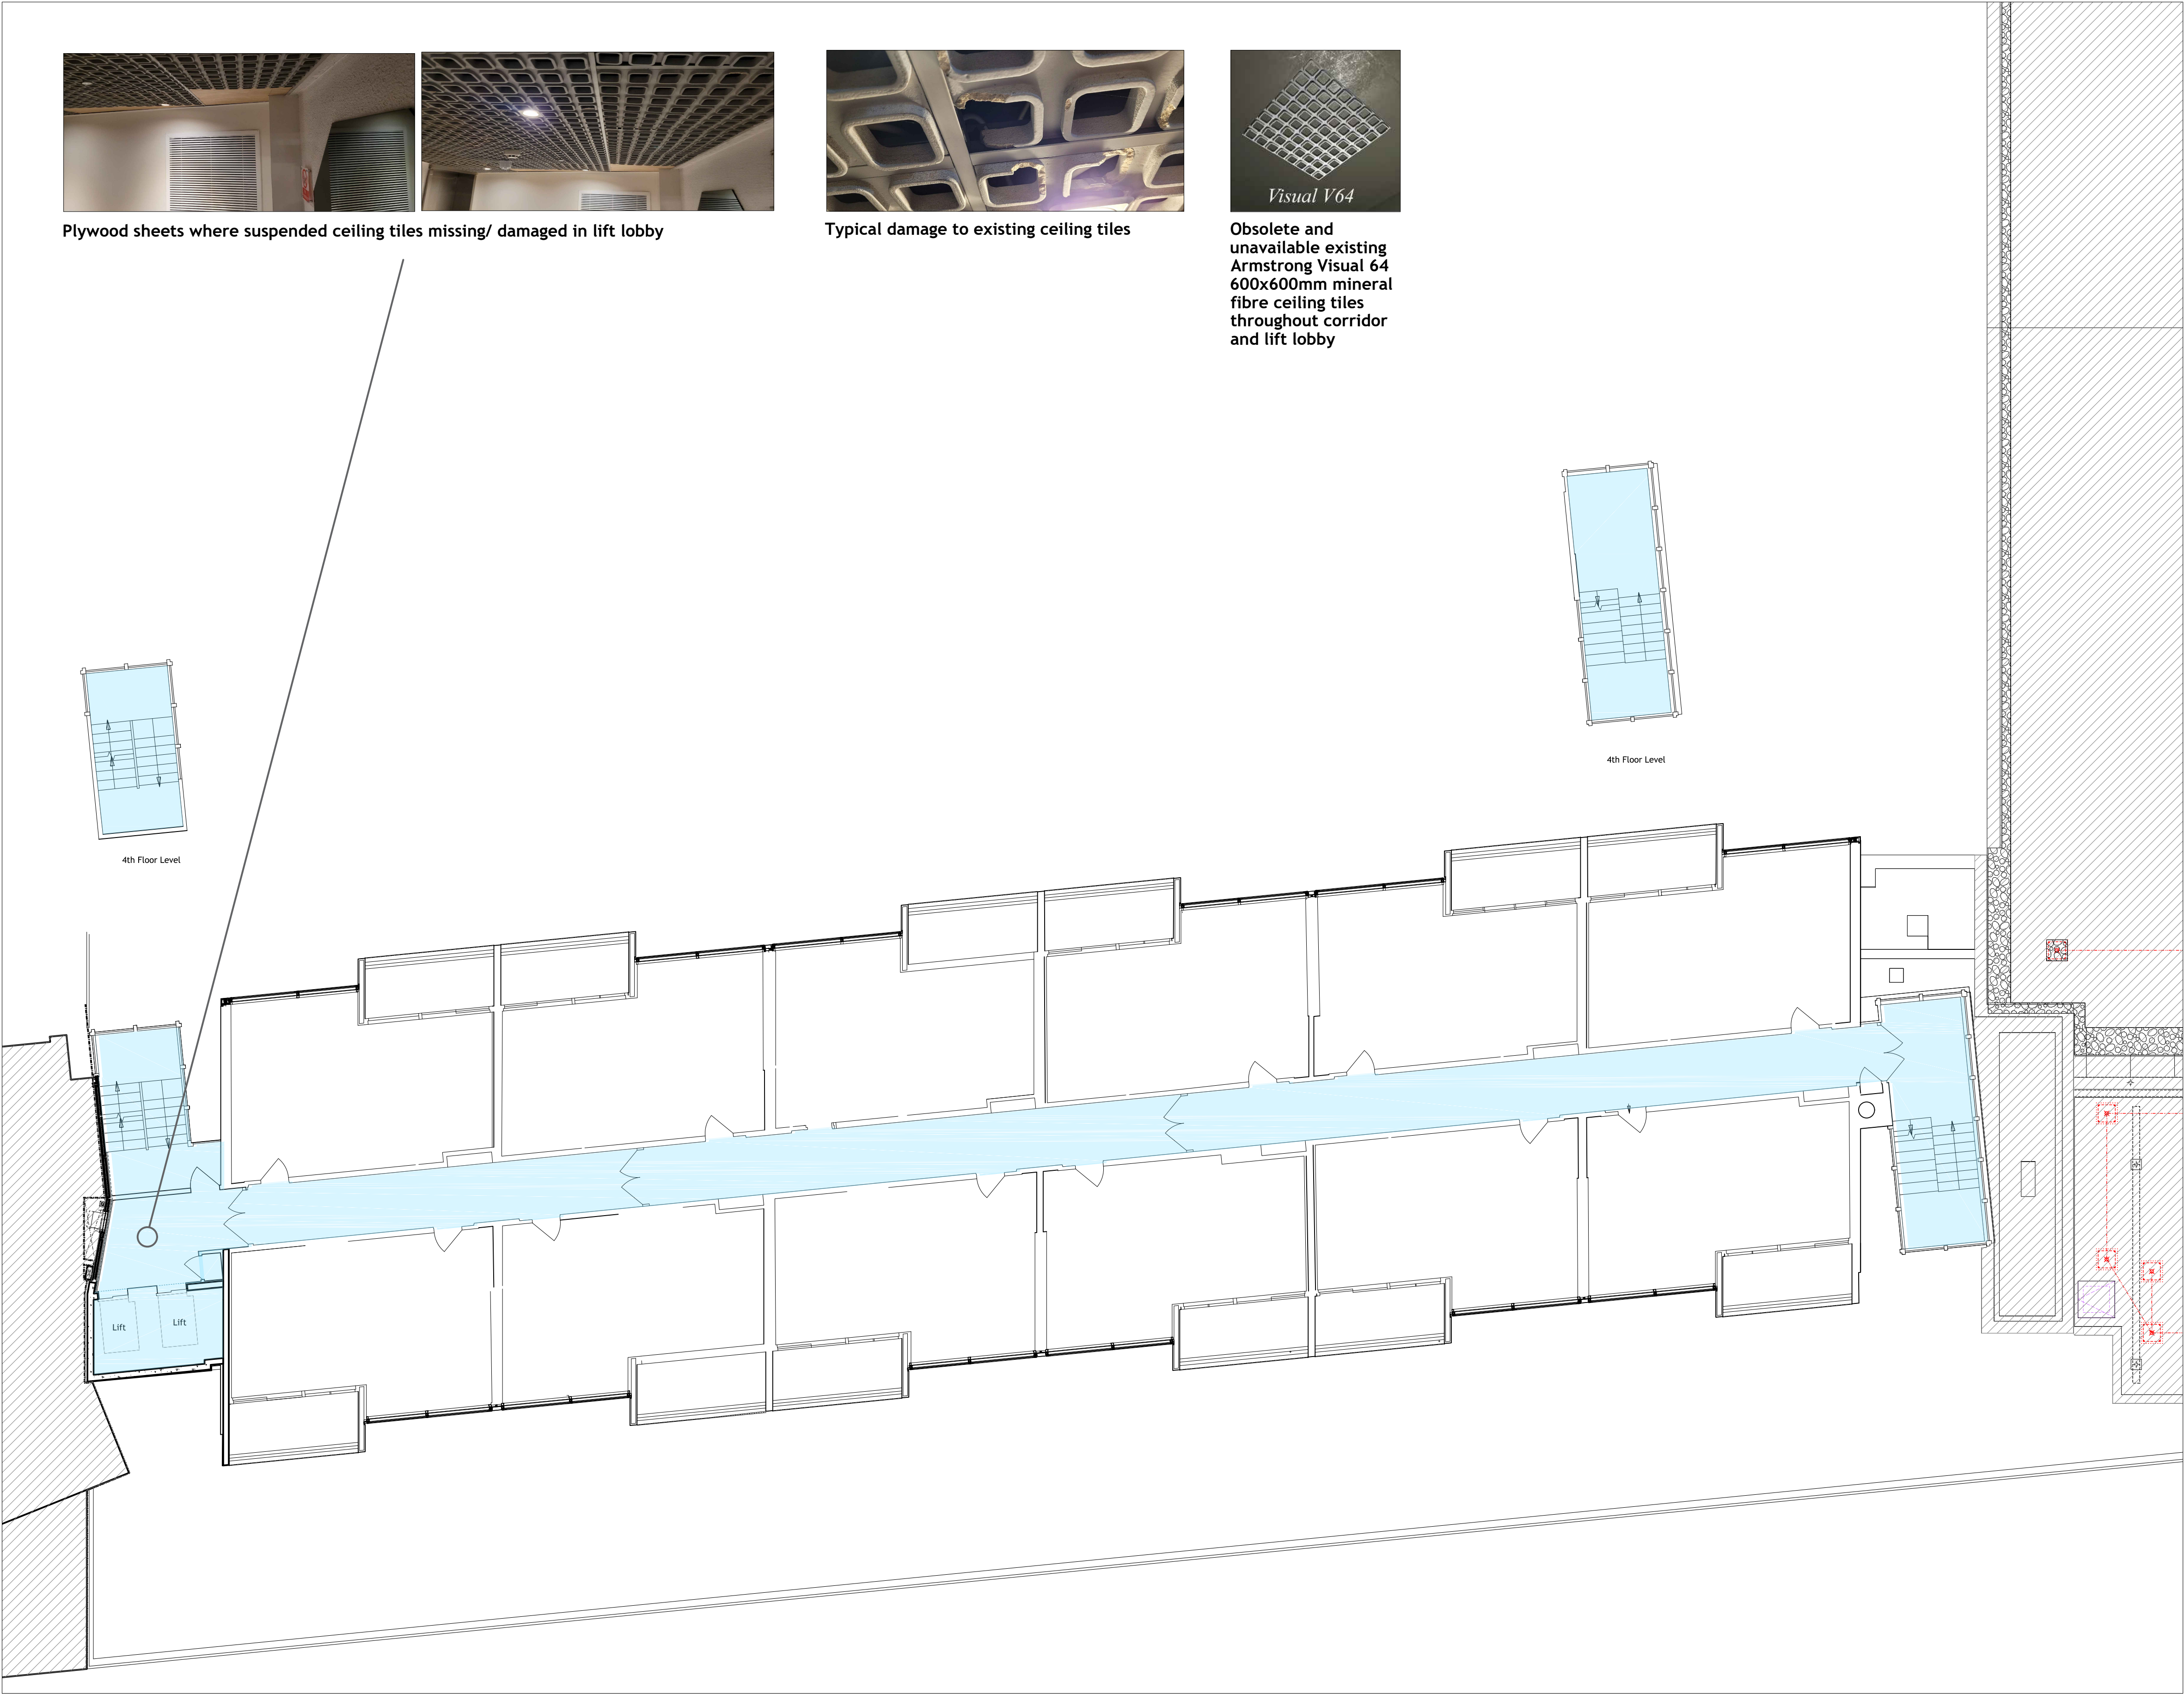 Visual V64
Plywood sheets where suspended ceiling tiles missing/ damaged in lift lobby
Typical damage to existing ceiling tiles
Obsolete and
unavailable existing
Armstrong Visual 64
600x600mm mineral
fibre ceiling tiles
throughout corridor
and lift lobby
4th Floor Level
4th Floor Level
Lift
Lift